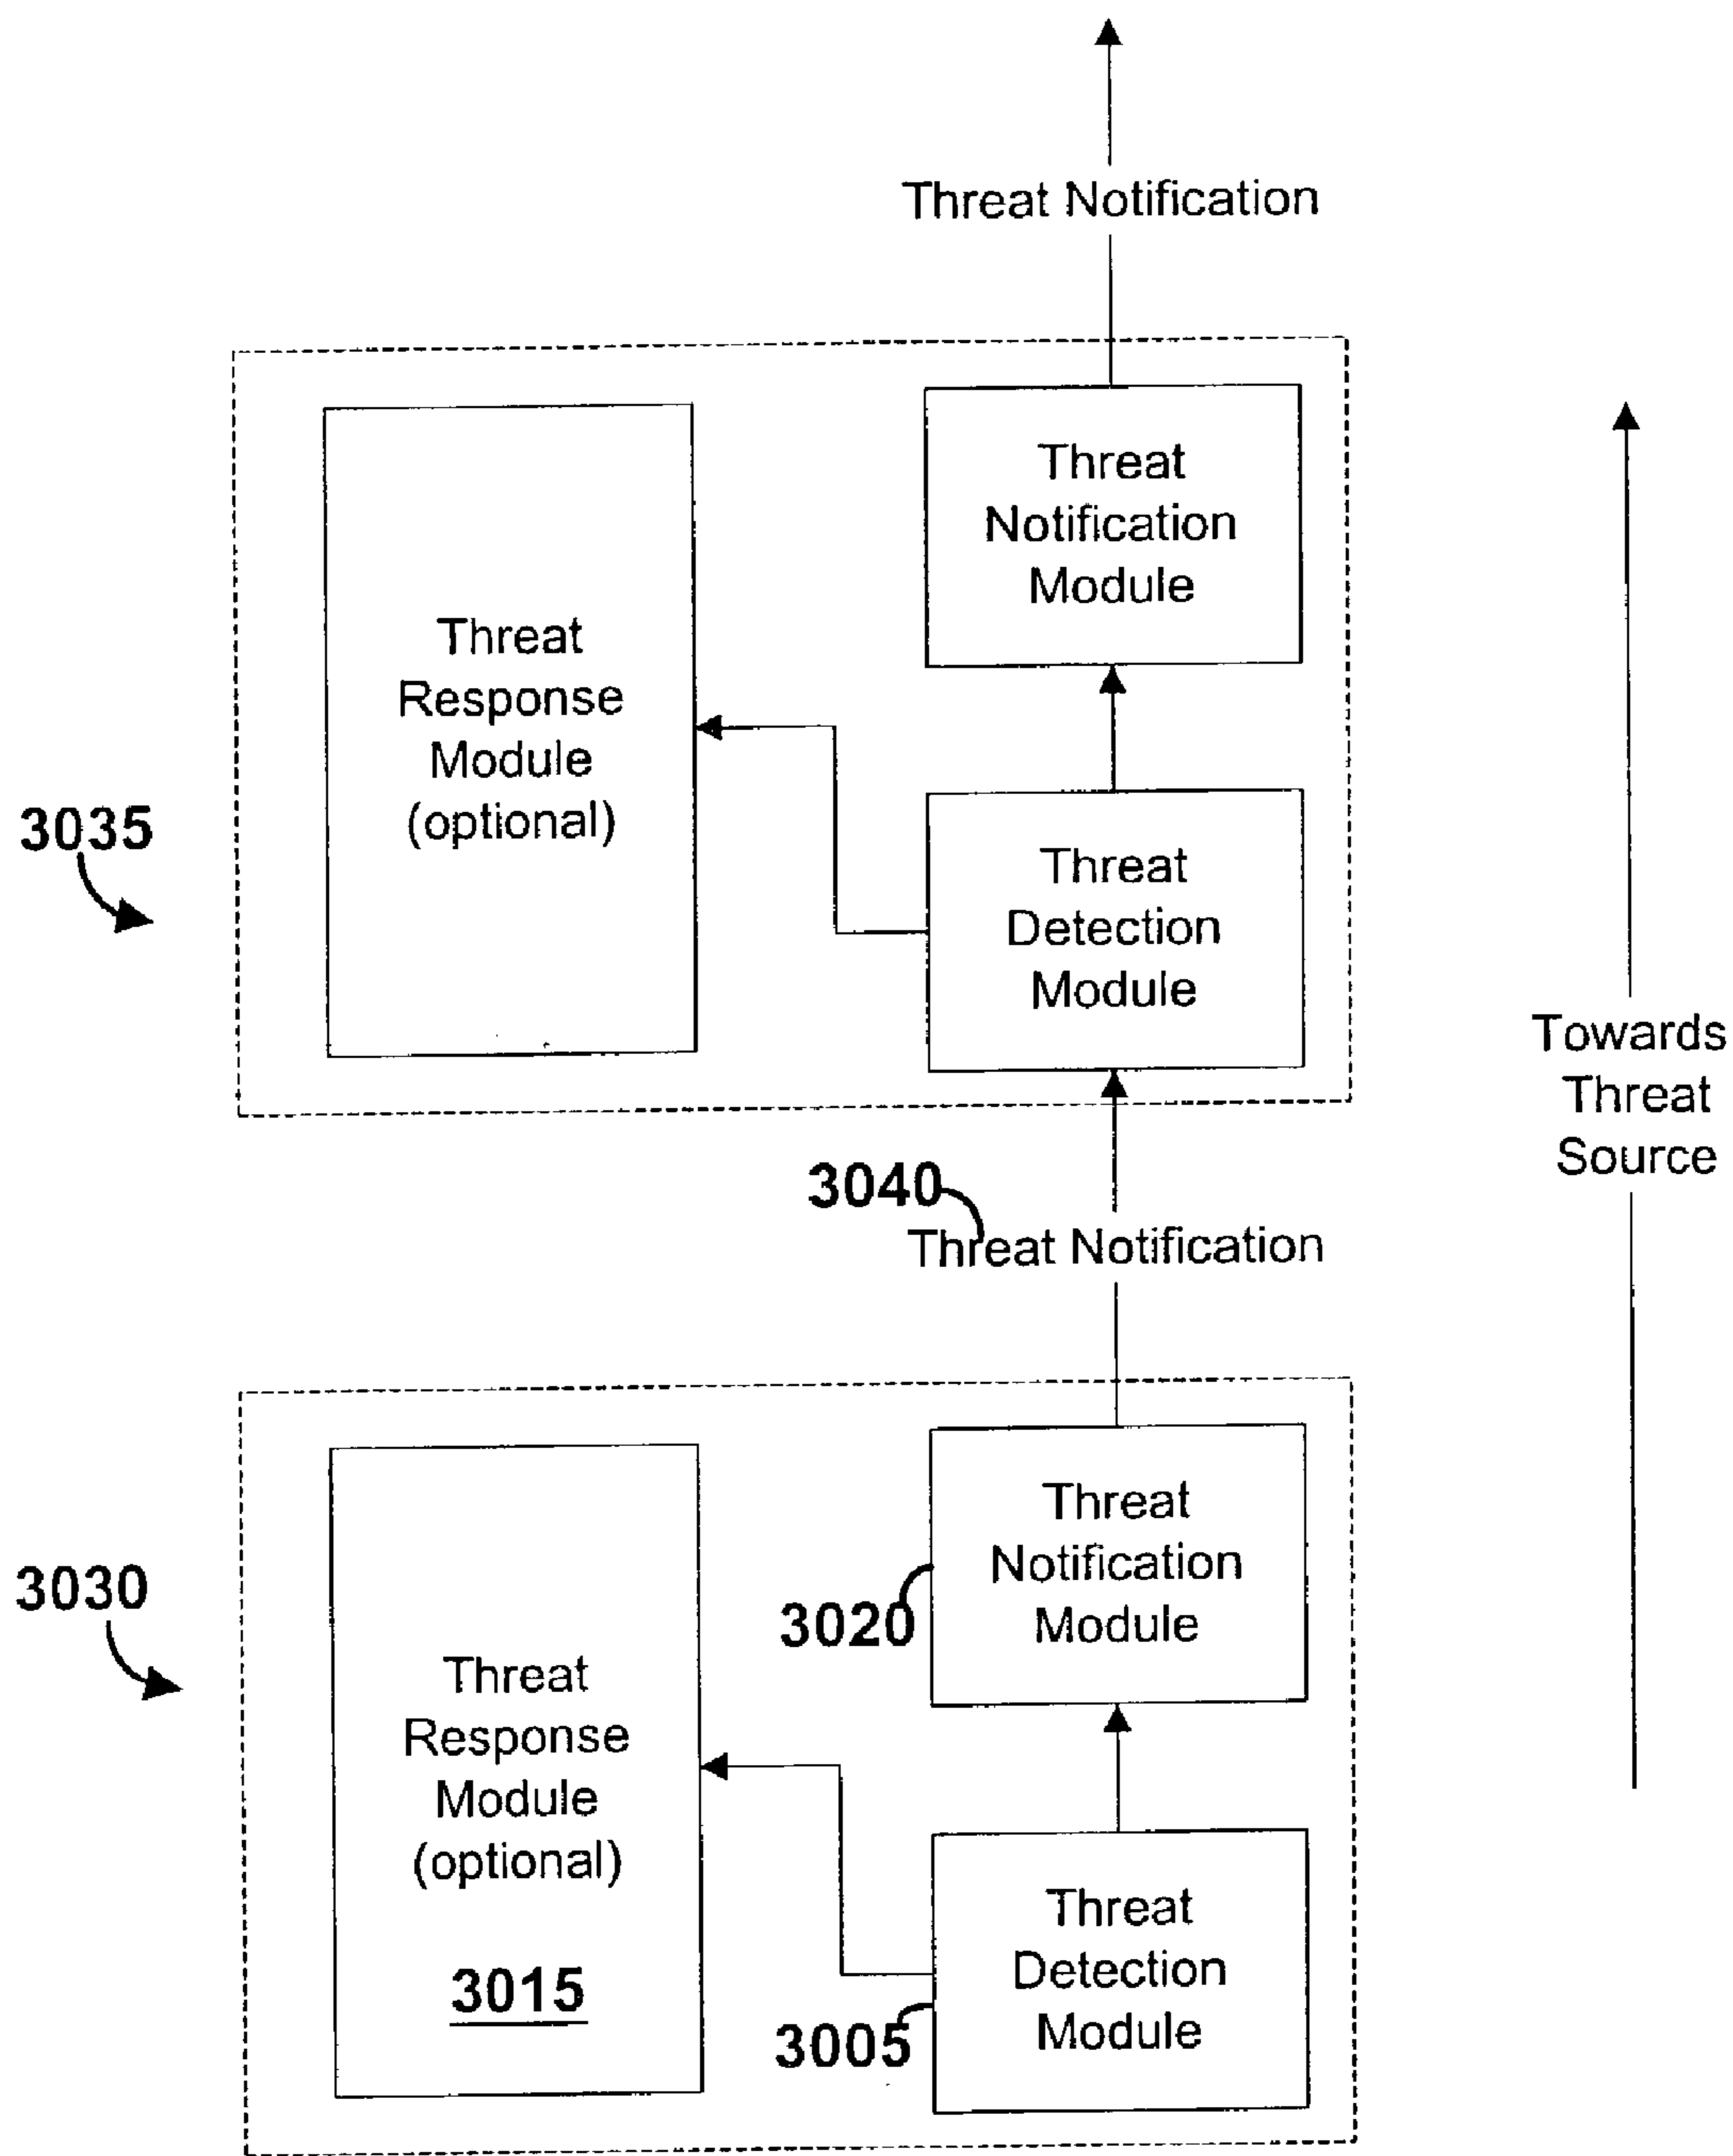 Threat Notification
Threat
Notification
Module
Threat
Response
Module
(optional)
3035
Threat
Detection
Module
Towards
Threat
Source
3040
Threat Notification
Threat
Notification
Module
3020
3030
Threat
Response
Module
(optional)
3015
Threat
Detection
Module
3005